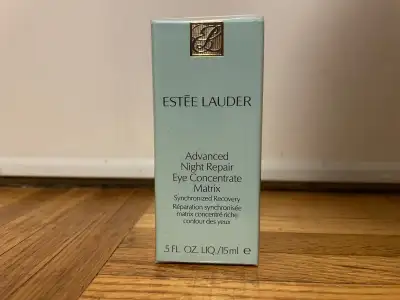 ESTĒE LAUDER
Advanced
Night Repair
Eye Concentrate
Matrix
Synchronized Recovery
Réparation synchronisée
matrix concentré riche
contour des yeux
.5 FL. OZ. LIQ./15ml e